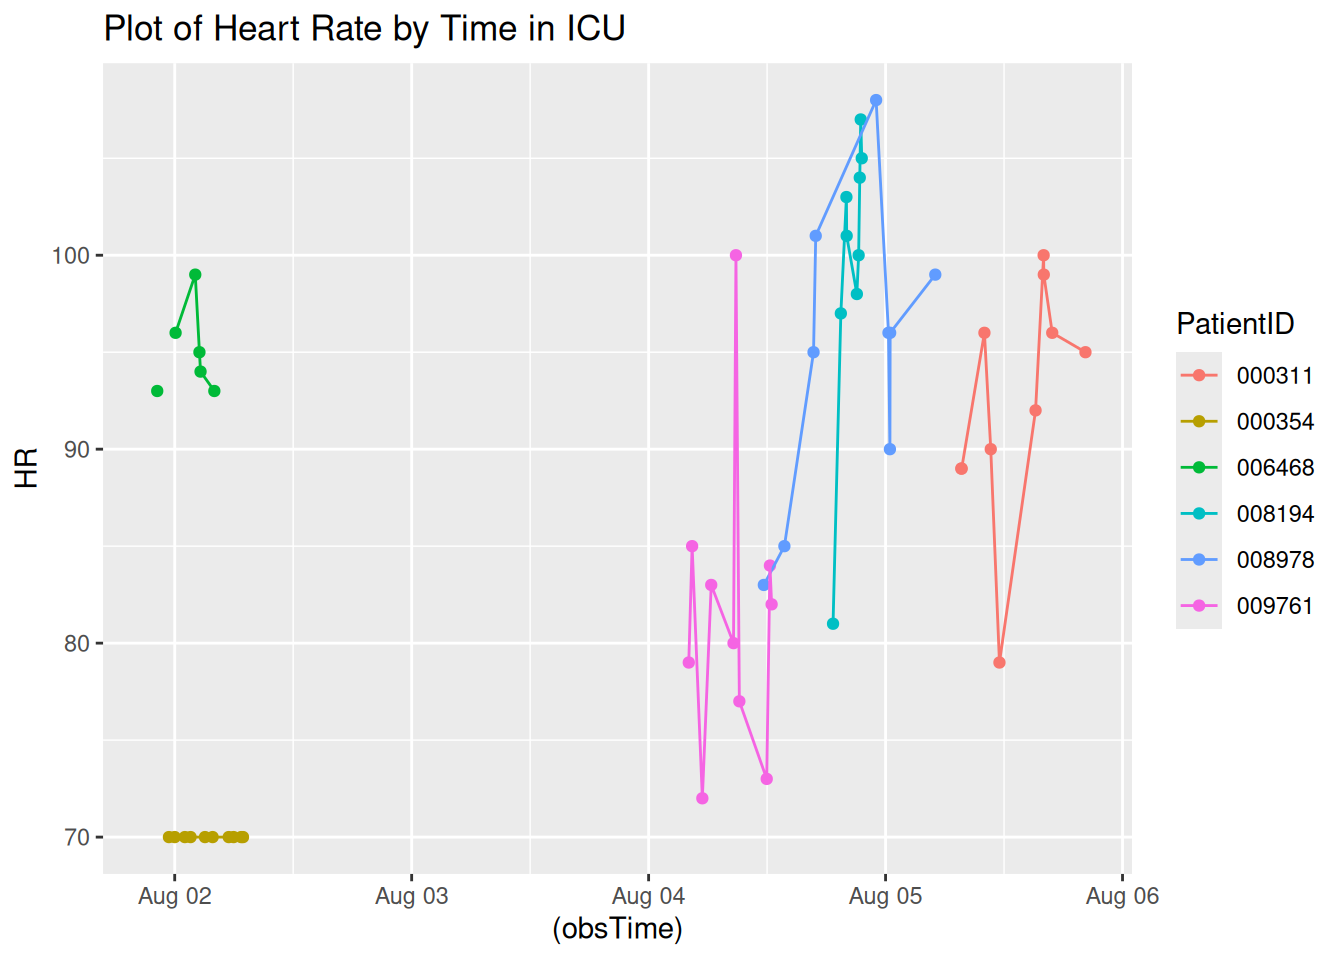 Plot of Heart Rate by Time in ICU
HR
100
90
80
70
Aug 02
Aug 03
Aug 04
Aug 05
Aug 06
(obsTime)
PatientID
000311
000354
006468
008194
008978
009761